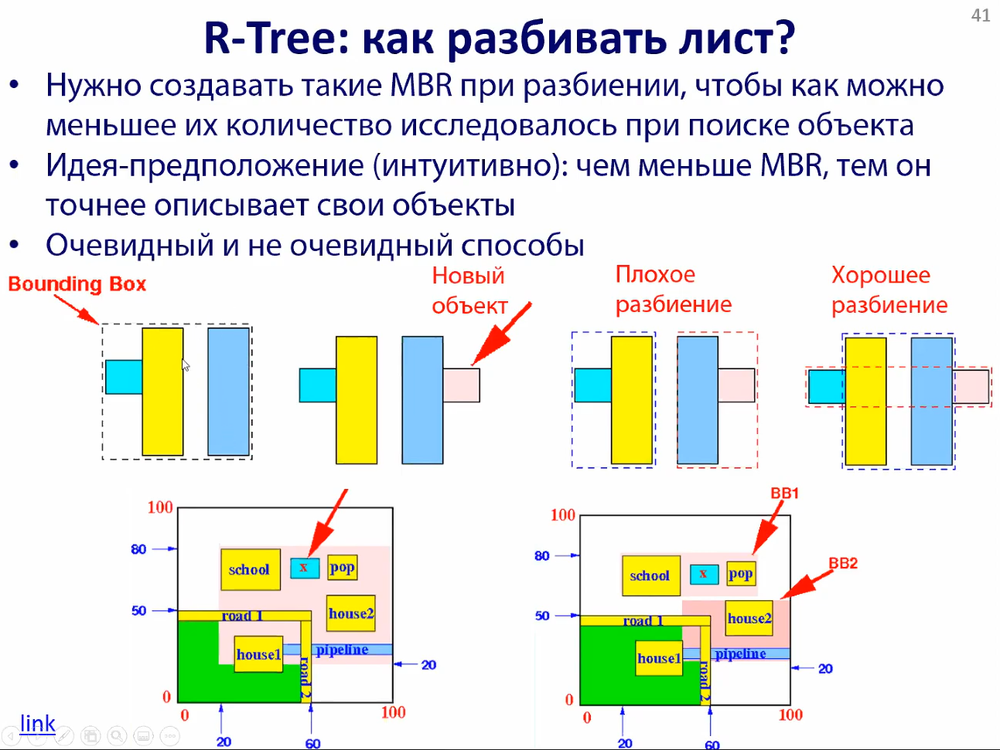 41
R-Tree: как разбивать лист?
• Нужно создавать такие MBR при разбиении, чтобы как можно
меньшее их количество исследовалось при поиске объекта
• Идея-предположение (интуитивно): чем меньше MBR, тем он
точнее описывает свои объекты
• Очевидный и не очевидный способы
Bounding Box
Новый
объект
Плохое
разбиение
Хорошее
разбиение
100
80
school
x
pop
50
road 1
house2
house1
pipeline
road 2
20
0
0
100
20
60
BB1
100
80
school
x
pop
BB2
50
road 1
house2
house1
pipeline
road 2
20
0
0
100
20
60
link